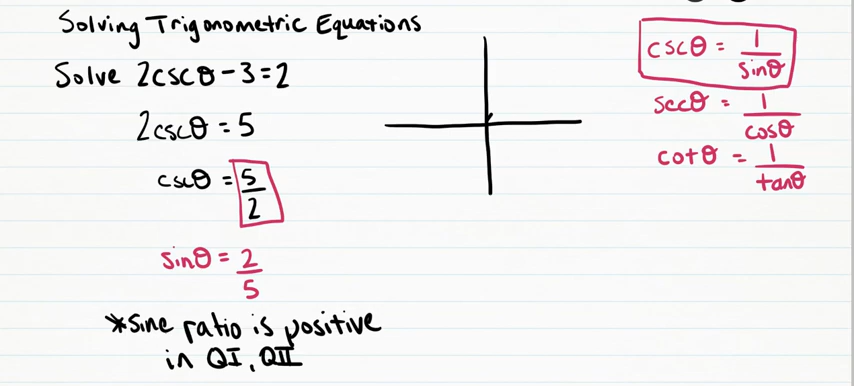 Solving Trigonometric Equations
Solve 2cscθ-3=2
2cscθ=5
cscθ = 5/2
sinθ = 2/5
*Sine ratio is positive
in QI, QII
cscθ = 1/sinθ
secθ = 1/cosθ
cotθ = 1/tanθ